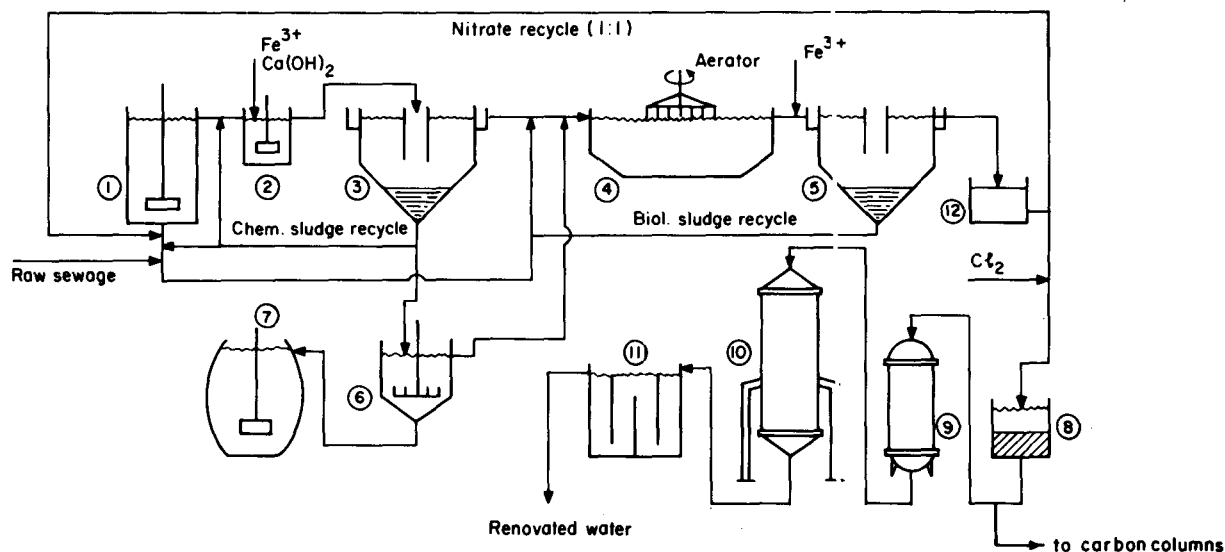 Nitrate recycle (1:1)
Fe³⁺
Ca(OH)₂
Aerator
Fe³⁺
1
2
3
4
5
12
Chem. sludge recycle
Biol. sludge recycle
Raw sewage
Cℓ₂
7
6
11
10
9
8
Renovated water
to carbon columns